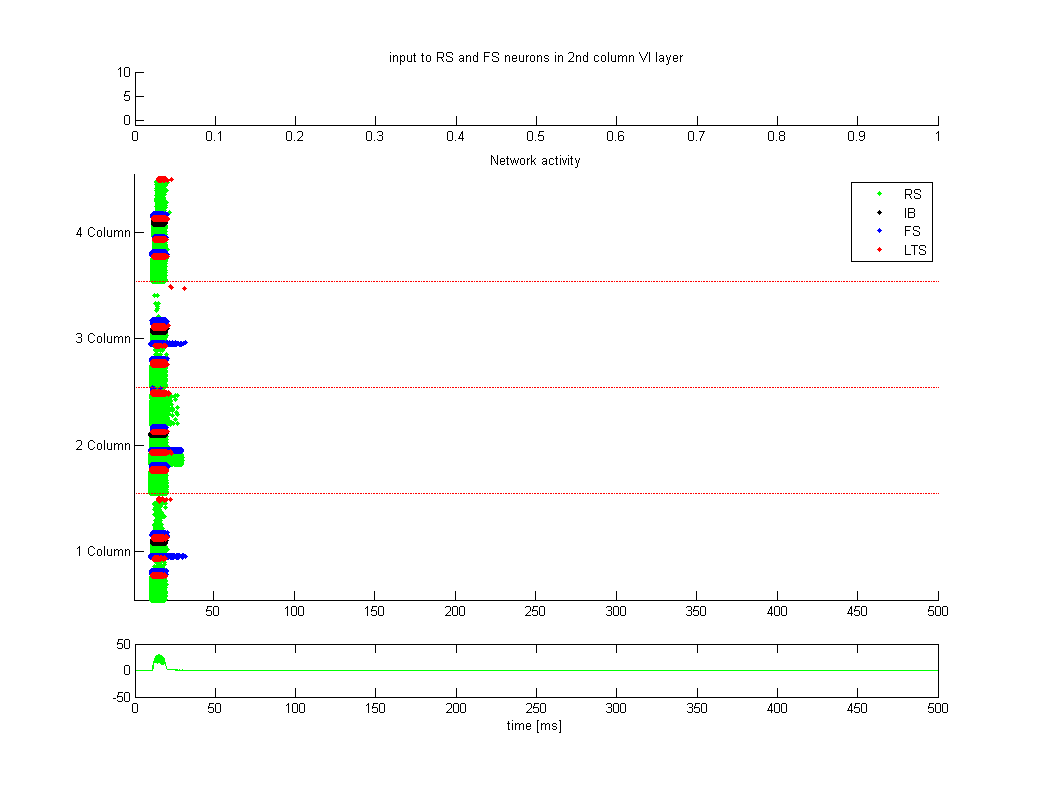 input to RS and FS neurons in 2nd column VI layer
10
5
0
0 0.1 0.2 0.3 0.4 0.5 0.6 0.7 0.8 0.9 1
Network activity
RS
IB
FS
LTS
4 Column
3 Column
2 Column
1 Column
50 100 150 200 250 300 350 400 450 500
50
0
-50
0 50 100 150 200 250 300 350 400 450 500
time [ms]